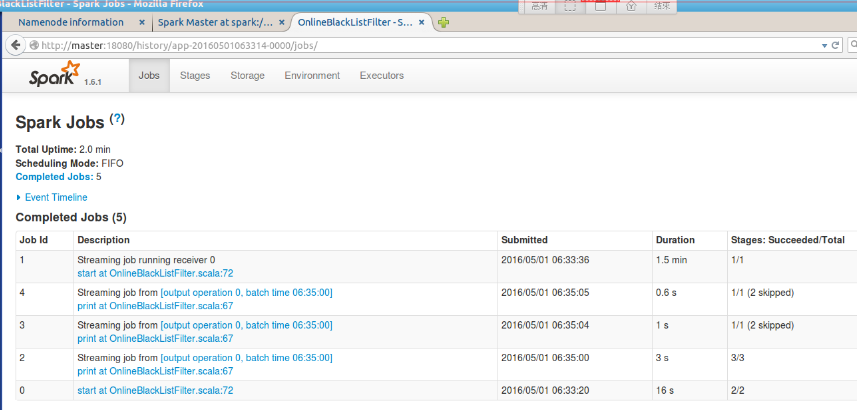 BlackListFilter - Spark Jobs - Mozilla Firefox
结束
Namenode information
Spark Master at spark:/...
OnlineBlackListFilter - S...
http://master:18080/history/app-20160501063314-0000/jobs/
Spark 1.6.1
Jobs
Stages
Storage
Environment
Executors
Spark Jobs (?)
Total Uptime: 2.0 min
Scheduling Mode: FIFO
Completed Jobs: 5
Event Timeline
Completed Jobs (5)
Job Id Description Submitted Duration Stages: Succeeded/Total
1 Streaming job running receiver 0 2016/05/01 06:33:36 1.5 min 1/1
start at OnlineBlackListFilter.scala:72
4 Streaming job from [output operation 0, batch time 06:35:00] 2016/05/01 06:35:05 0.6 s 1/1 (2 skipped)
print at OnlineBlackListFilter.scala:67
3 Streaming job from [output operation 0, batch time 06:35:00] 2016/05/01 06:35:04 1 s 1/1 (2 skipped)
print at OnlineBlackListFilter.scala:67
2 Streaming job from [output operation 0, batch time 06:35:00] 2016/05/01 06:35:00 3 s 3/3
print at OnlineBlackListFilter.scala:67
0 start at OnlineBlackListFilter.scala:72 2016/05/01 06:33:20 16 s 2/2